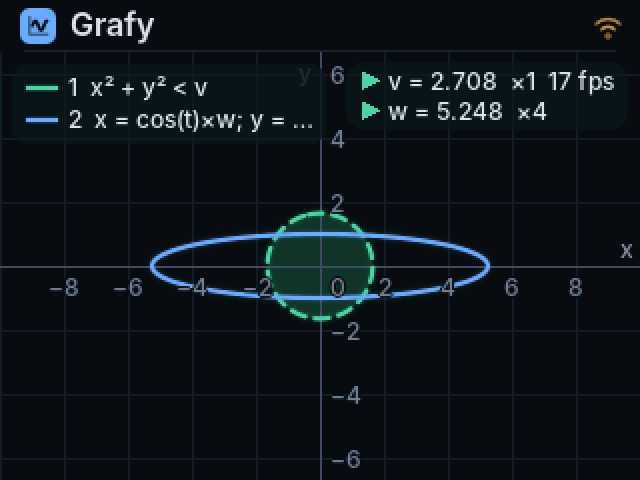 Grafy
y
1 x² + y² < v
2 x = cos(t)×w; y = ...
v = 2.708 ×1 17 fps
w = 5.248 ×4
6
4
2
x
−8 −6 −4 −2 0 2 4 6 8
−2
−4
−6